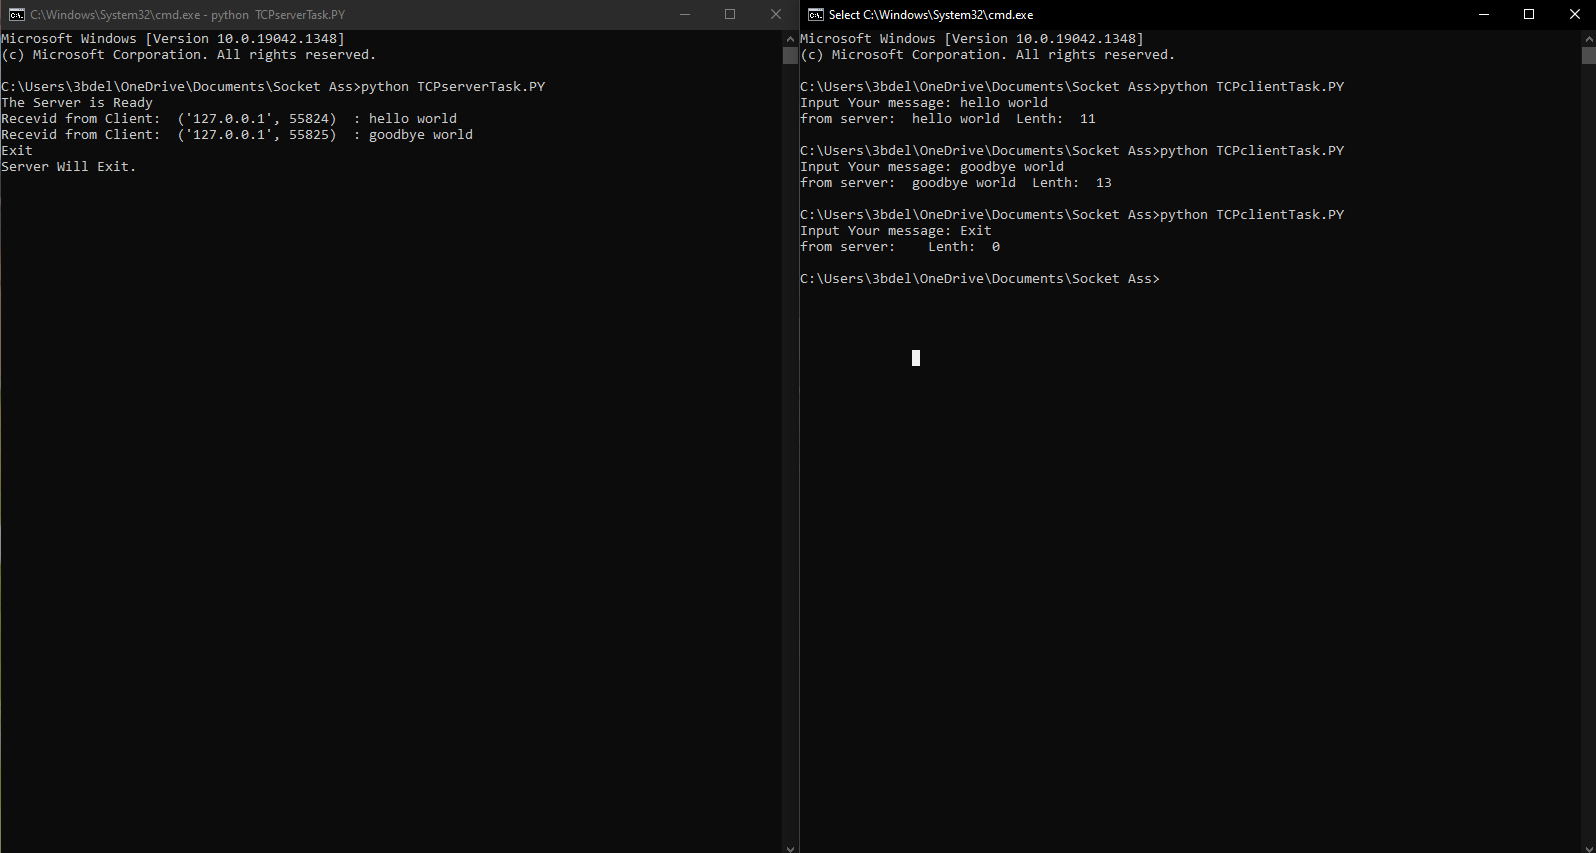 C:\Windows\System32\cmd.exe - python  TCPserverTask.PY
Microsoft Windows [Version 10.0.19042.1348]
(c) Microsoft Corporation. All rights reserved.
C:\Users\3bdel\OneDrive\Documents\Socket Ass>python TCPserverTask.PY
The Server is Ready
Recevid from Client:  ('127.0.0.1', 55824)  : hello world
Recevid from Client:  ('127.0.0.1', 55825)  : goodbye world
Exit
Server Will Exit.
Select C:\Windows\System32\cmd.exe
Microsoft Windows [Version 10.0.19042.1348]
(c) Microsoft Corporation. All rights reserved.
C:\Users\3bdel\OneDrive\Documents\Socket Ass>python TCPclientTask.PY
Input Your message: hello world
from server:  hello world  Lenth:  11
C:\Users\3bdel\OneDrive\Documents\Socket Ass>python TCPclientTask.PY
Input Your message: goodbye world
from server:  goodbye world  Lenth:  13
C:\Users\3bdel\OneDrive\Documents\Socket Ass>python TCPclientTask.PY
Input Your message: Exit
from server:    Lenth:  0
C:\Users\3bdel\OneDrive\Documents\Socket Ass>